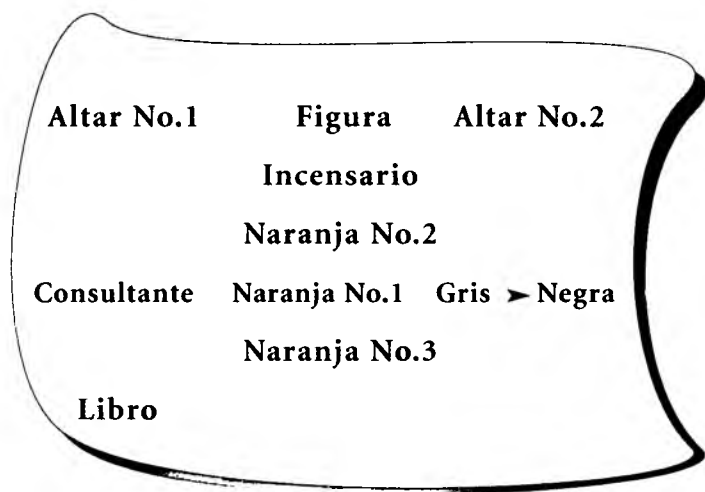 Altar No.1 Figura Altar No.2
Incensario
Naranja No.2
Consultante Naranja No.1 Gris ➤ Negra
Naranja No.3
Libro